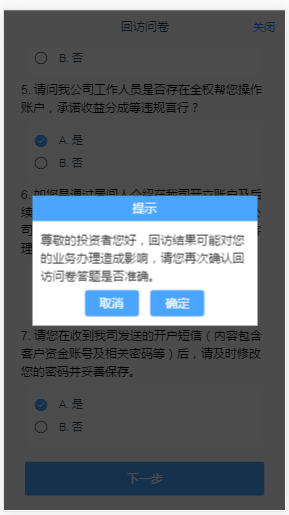 回访问卷
关闭
B. 否
5. 请问我公司工作人员是否存在全权帮您操作
账户，承诺收益分成等违规言行？
A. 是
B. 否
6. 如您是通过居间人介绍在我司开立账户及后
续
公
司
客
理
提示
尊敬的投资者您好，回访结果可能对您
的业务办理造成影响，请您再次确认回
访问卷答题是否准确。
取消
确定
7. 请您在收到我司发送的开户短信（内容包含
客户资金账号及相关密码等）后，请及时修改
您的密码并妥善保存。
A. 是
B. 否
下一步